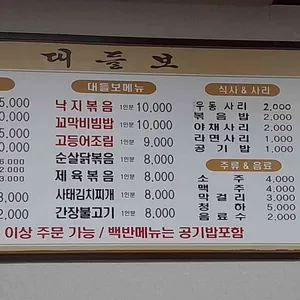 대들보
5,000
0,000
5,000
6.000
2.000
3.000
3,000
2,000
대들보메뉴
낙지볶음 1인분 10,000
꼬막비빔밥 1인분 10,000
고등어조림 1인분 9,000
순살닭볶음 1인분 8,000
제육볶음 1인분 8,000
사태김치찌개 1인분 8,000
간장불고기 1인분 8,000
식사 & 사리
우동사리 2,000
볶음밥 2,000
야채사리 2,000
라면사리 1,000
공기밥 1,000
주류 & 음료
소주 4,000
맥주 4,000
막걸리 3,000
청하 5,000
음료수 2,000
이상 주문 가능 / 백반메뉴는 공기밥포함